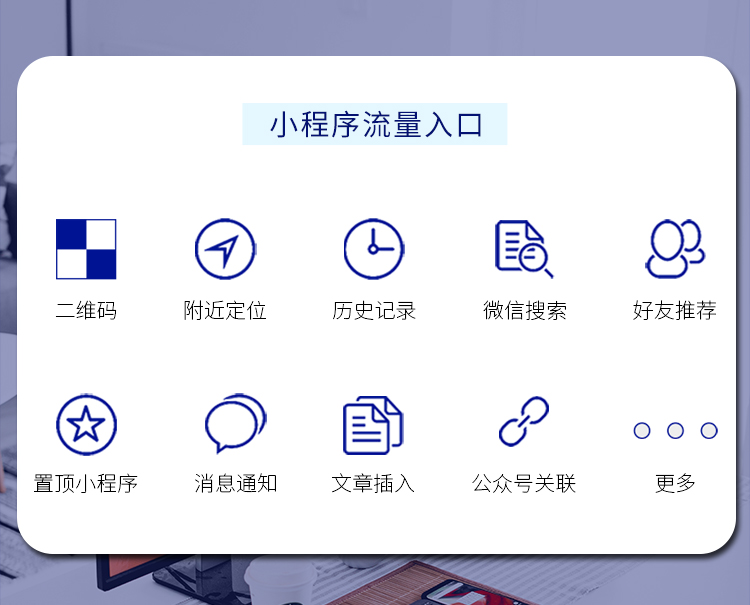 小程序流量入口
二维码 附近定位 历史记录 微信搜索 好友推荐
置顶小程序 消息通知 文章插入 公众号关联 更多